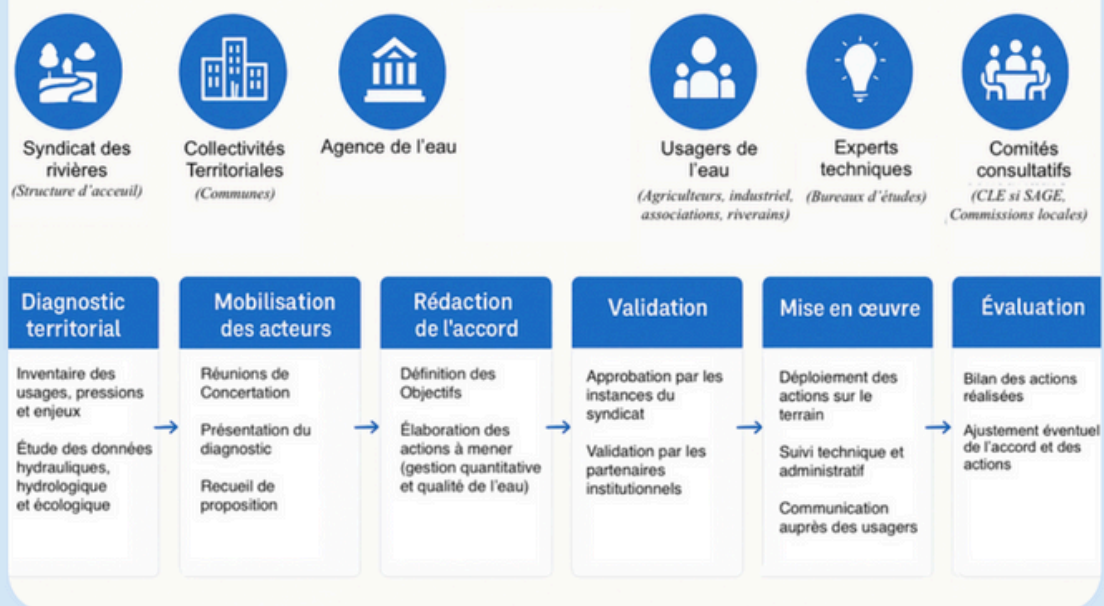 Syndicat des
rivières
(Structure d'acceuil)
Collectivités
Territoriales
(Communes)
Agence de l'eau
Usagers de
l'eau
(Agriculteurs, industriel,
associations, riverains)
Experts
techniques
(Bureaux d'études)
Comités
consultatifs
(CLE si SAGE,
Commissions locales)
Diagnostic
territorial
Inventaire des
usages, pressions
et enjeux
Étude des données
hydrauliques,
hydrologique
et écologique
Mobilisation
des acteurs
Réunions de
Concertation
Présentation du
diagnostic
Recueil de
proposition
Rédaction
de l'accord
Définition des
Objectifs
Élaboration des
actions à mener
(gestion quantitative
et qualité de l'eau)
Validation
Approbation par les
instances du
syndicat
Validation par les
partenaires
institutionnels
Mise en œuvre
Déploiement des
actions sur le
terrain
Suivi technique et
administratif
Communication
auprès des usagers
Évaluation
Bilan des actions
réalisées
Ajustement éventuel
de l'accord et des
actions